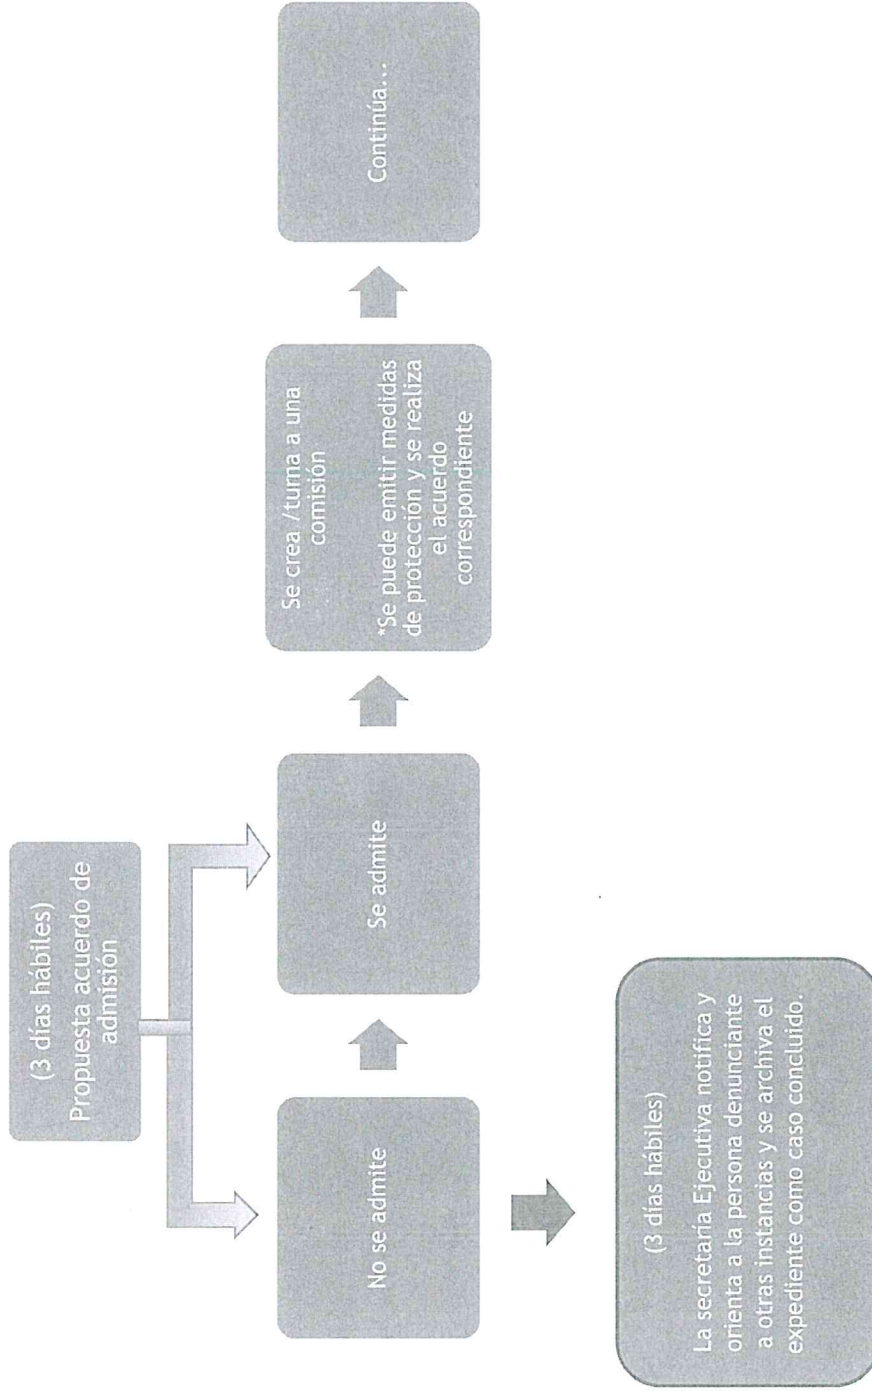 (3 días hábiles)
Propuesta acuerdo de
admisión
No se admite
Se admite
Se crea /turna a una
comisión
*Se puede emitir medidas
de protección y se realiza
el acuerdo
correspondiente
Continúa...
(3 días hábiles)
La secretaría Ejecutiva notifica y
orienta a la persona denunciante
a otras instancias y se archiva el
expediente como caso concluido.